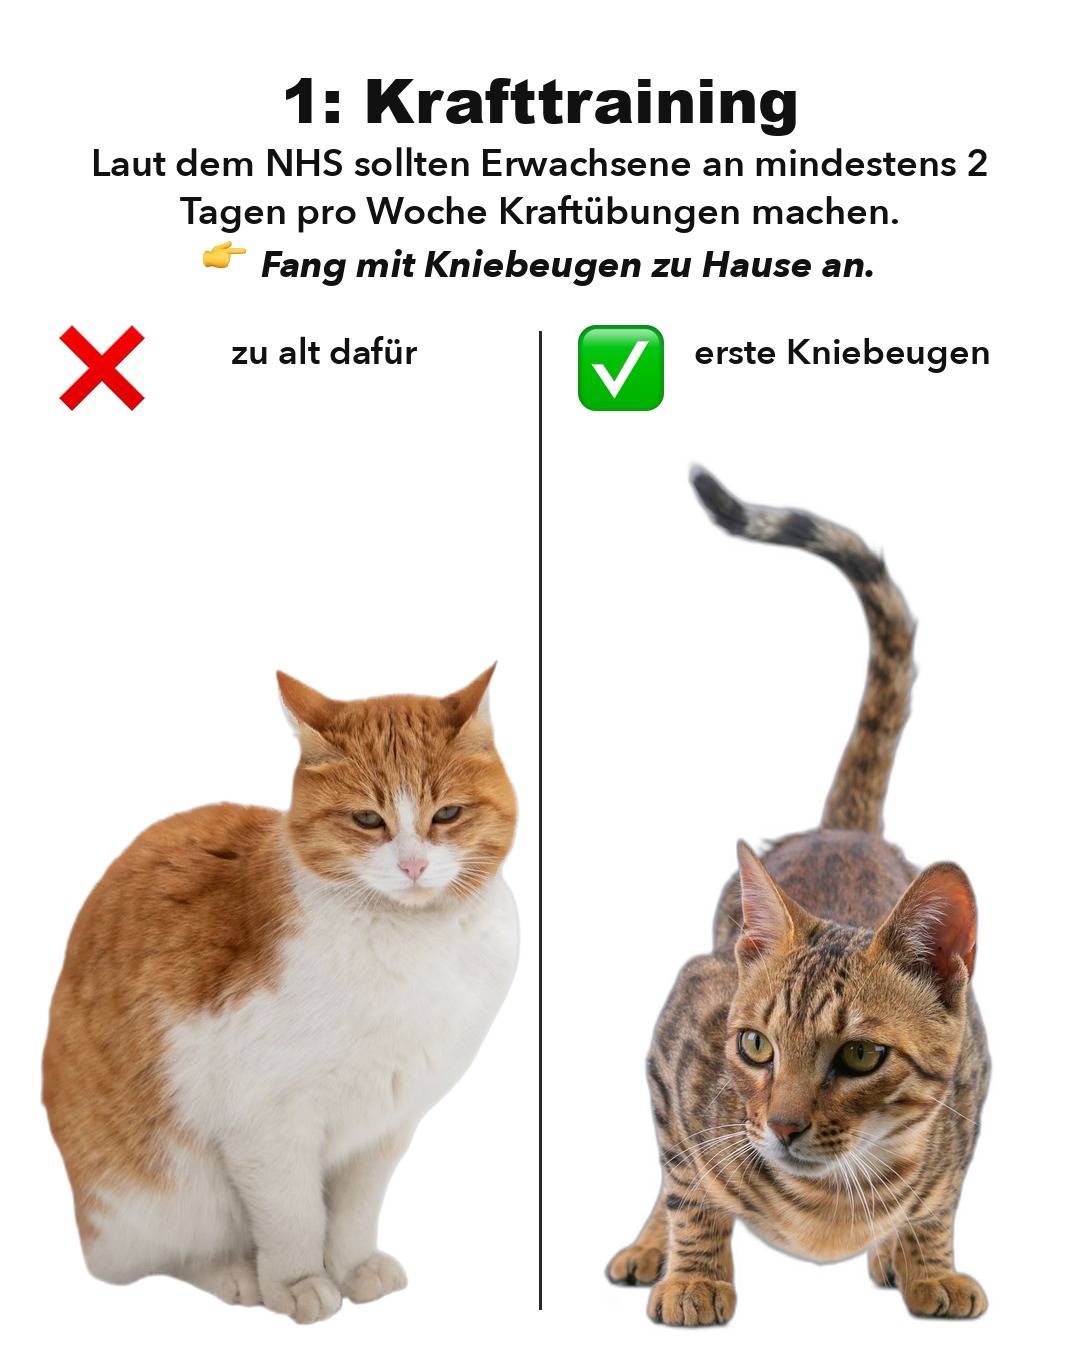 1: Krafttraining
Laut dem NHS sollten Erwachsene an mindestens 2
Tagen pro Woche Kraftübungen machen.
👉 Fang mit Kniebeugen zu Hause an.
❌ zu alt dafür
✅ erste Kniebeugen